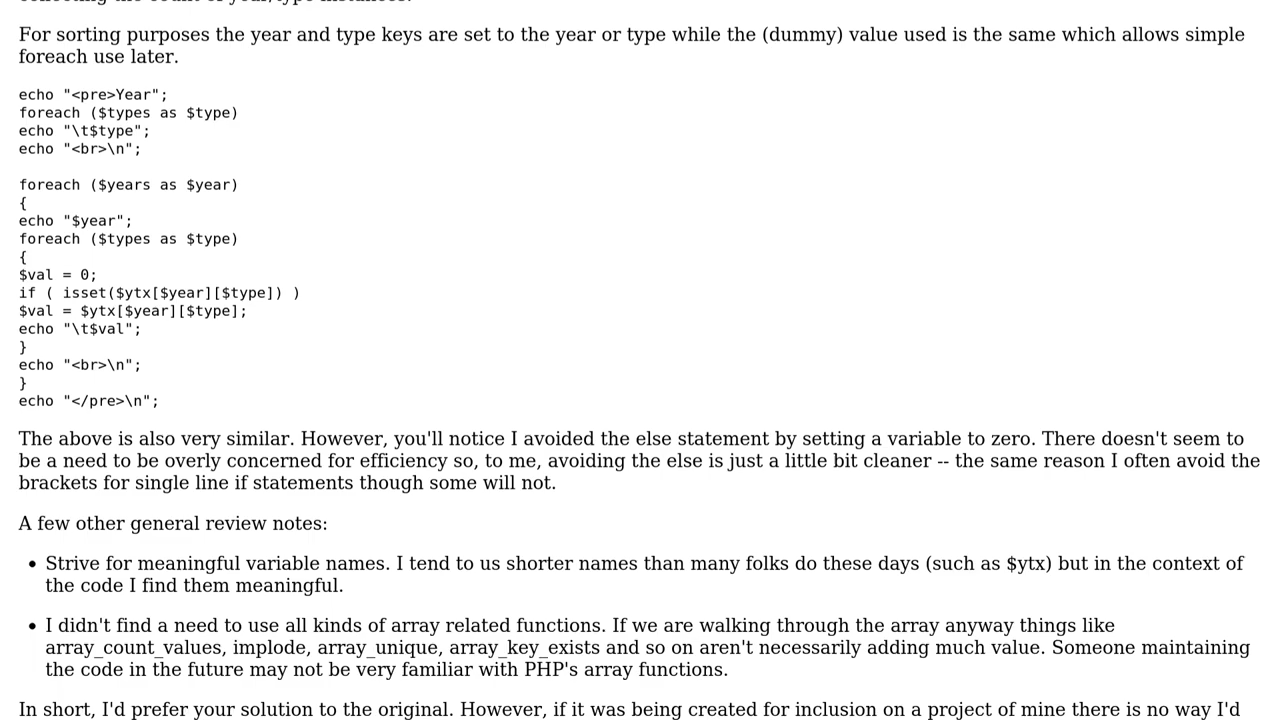 For sorting purposes the year and type keys are set to the year or type while the (dummy) value used is the same which allows simple
foreach use later.
echo "<pre>Year";
foreach ($types as $type)
echo "\t$type";
echo "<br>\n";
foreach ($years as $year)
{
echo "$year";
foreach ($types as $type)
{
$val = 0;
if ( isset($ytx[$year][$type]) )
$val = $ytx[$year][$type];
echo "\t$val";
}
echo "<br>\n";
}
echo "</pre>\n";
The above is also very similar. However, you'll notice I avoided the else statement by setting a variable to zero. There doesn't seem to
be a need to be overly concerned for efficiency so, to me, avoiding the else is just a little bit cleaner -- the same reason I often avoid the
brackets for single line if statements though some will not.
A few other general review notes:
• Strive for meaningful variable names. I tend to us shorter names than many folks do these days (such as $ytx) but in the context of
the code I find them meaningful.
• I didn't find a need to use all kinds of array related functions. If we are walking through the array anyway things like
array_count_values, implode, array_unique, array_key_exists and so on aren't necessarily adding much value. Someone maintaining
the code in the future may not be very familiar with PHP's array functions.
In short, I'd prefer your solution to the original. However, if it was being created for inclusion on a project of mine there is no way I'd